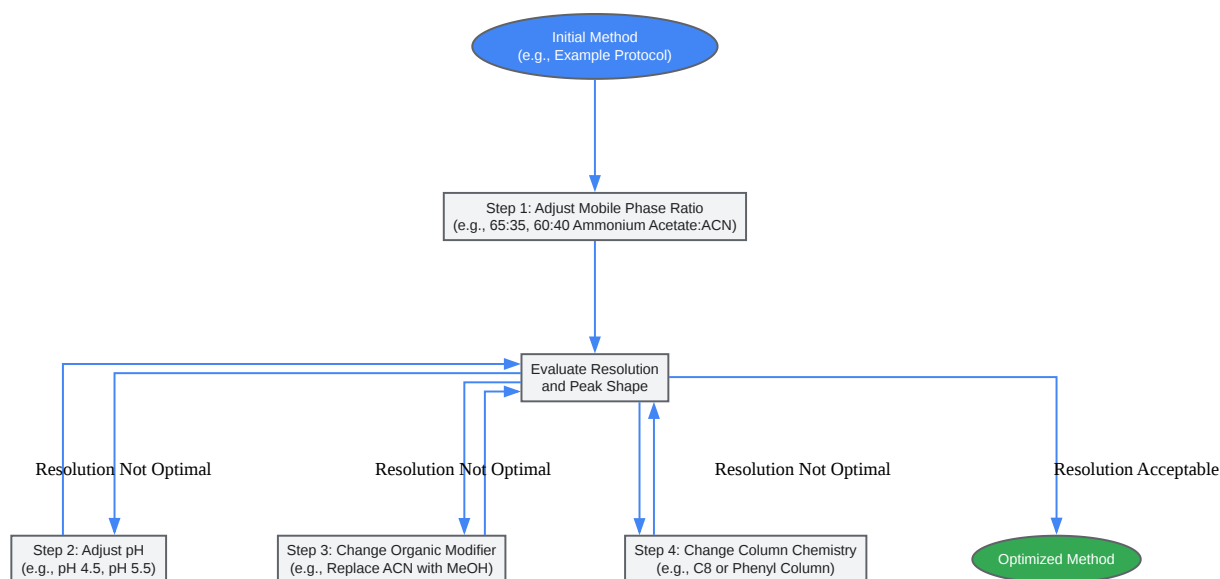 Initial Method
(e.g., Example Protocol)
Step 1: Adjust Mobile Phase Ratio
(e.g., 65:35, 60:40 Ammonium Acetate:ACN)
Evaluate Resolution
and Peak Shape
Resolution Not Optimal
Resolution Not Optimal
Resolution Not Optimal
Resolution Acceptable
Step 2: Adjust pH
(e.g., pH 4.5, pH 5.5)
Step 3: Change Organic Modifier
(e.g., Replace ACN with MeOH)
Step 4: Change Column Chemistry
(e.g., C8 or Phenyl Column)
Optimized Method